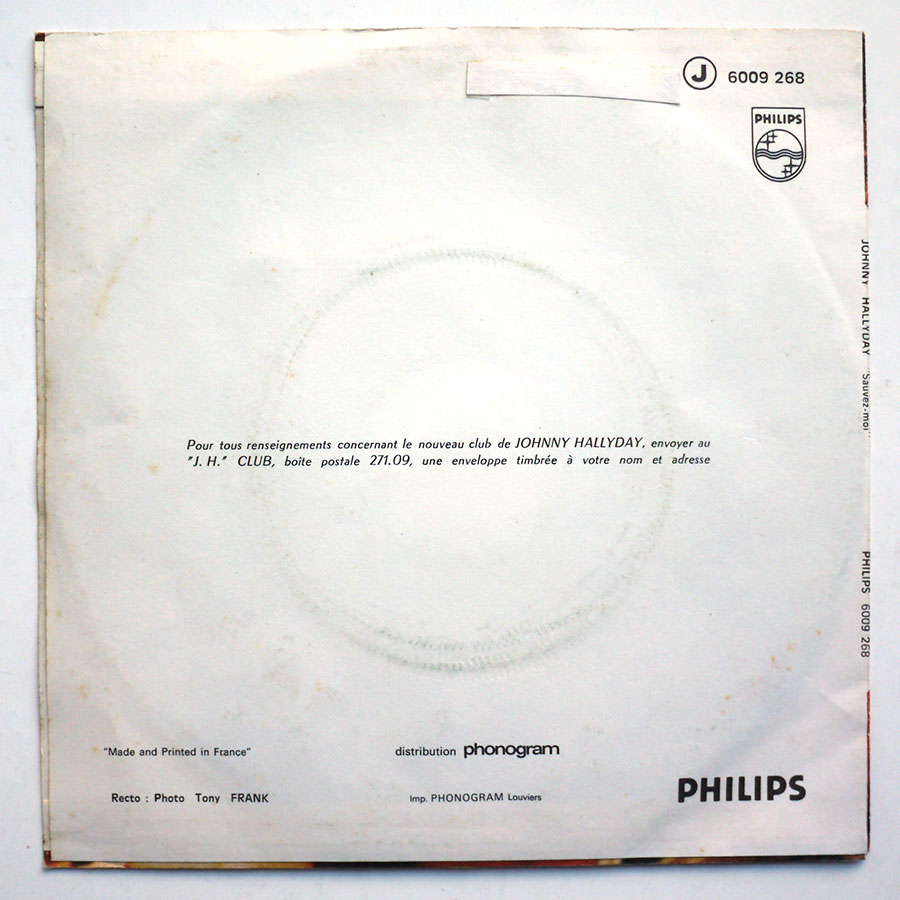 J 6009 268
PHILIPS
JOHNNY HALLYDAY "Sauvez-moi"
PHILIPS 6009 268
Pour tous renseignements concernant le nouveau club de JOHNNY HALLYDAY, envoyer au
"J. H." CLUB, boite postale 271.09, une enveloppe timbrée à votre nom et adresse
"Made and Printed in France"
distribution phonogram
Recto : Photo Tony FRANK
Imp. PHONOGRAM Louviers
PHILIPS